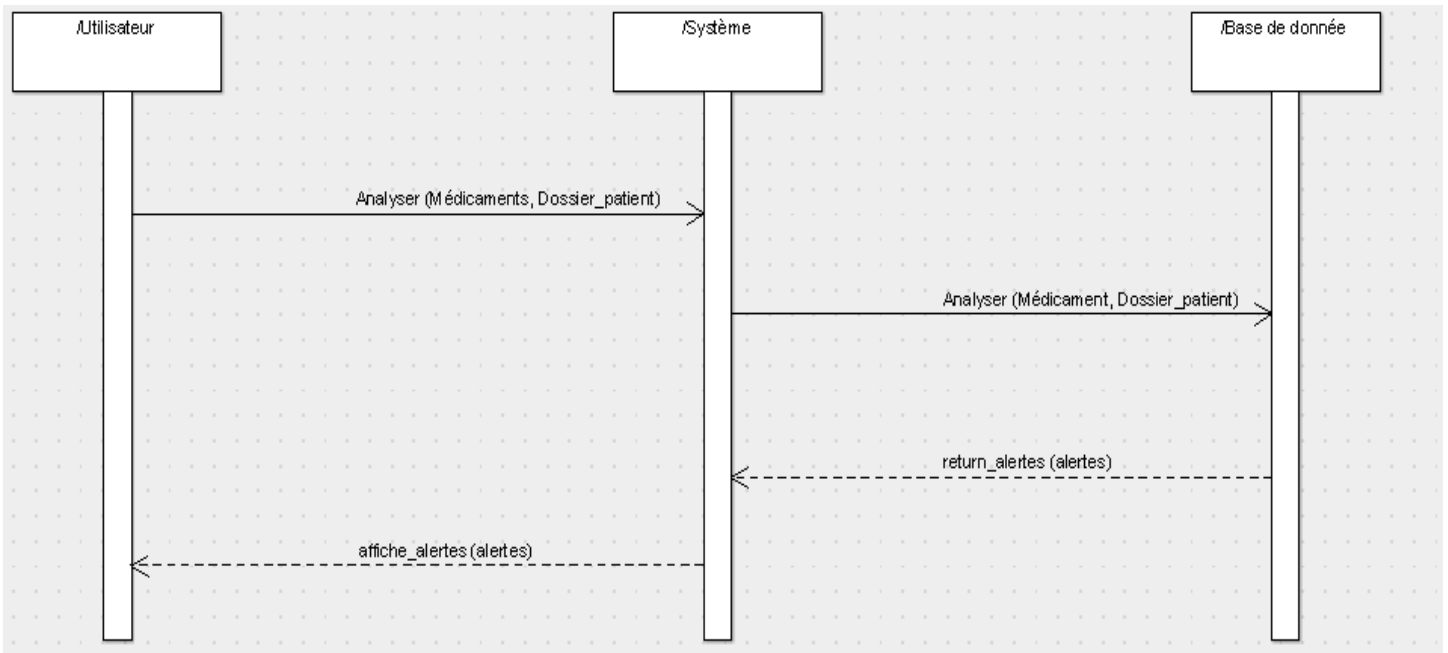 /Utilisateur
/Système
/Base de donnée
Analyser (Médicaments, Dossier_patient)
Analyser (Médicament, Dossier_patient)
return_alertes (alertes)
affiche_alertes (alertes)